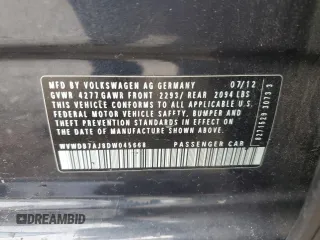 MFD BY VOLKSWAGEN AG GERMANY 07/12
GVWR 4277 GAWR FRONT 2293/ REAR 2094 LBS
THIS VEHICLE CONFORMS TO ALL APPLICABLE U.S.
FEDERAL MOTOR VEHICLE SAFETY, BUMPER AND
THEFT PREVENTION STANDARDS IN EFFECT ON THE
DATE OF MANUFACTURE SHOWN ABOVE
PASSENGER CAR
DREAMBID